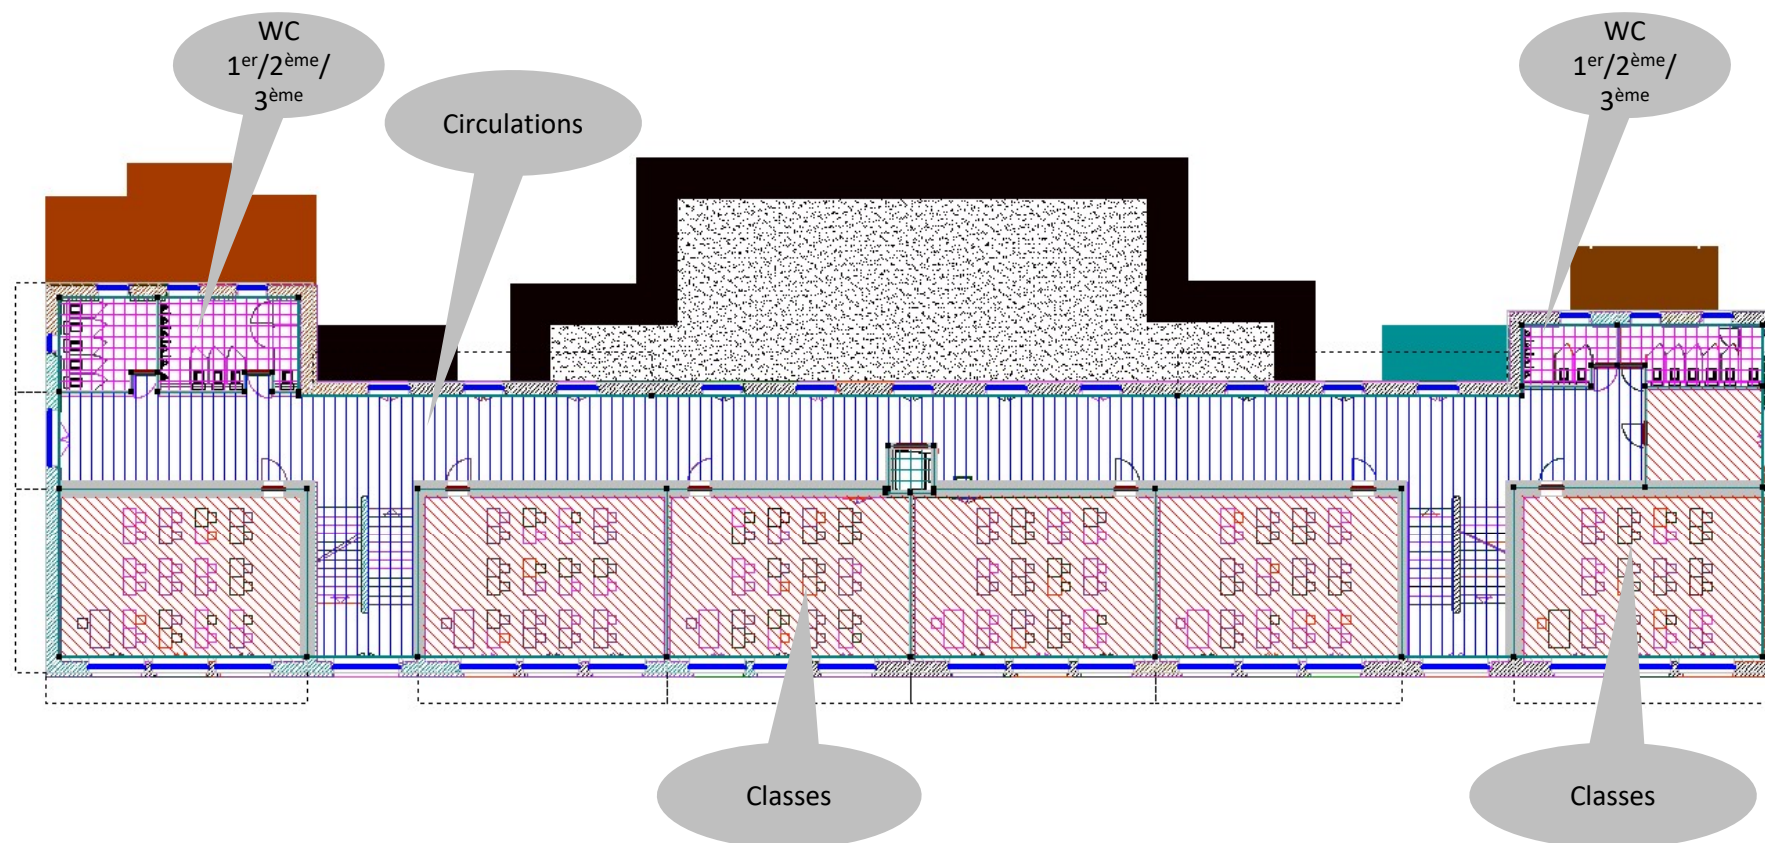 WC
1er/2ème/
3ème
Circulations
WC
1er/2ème/
3ème
Classes
Classes